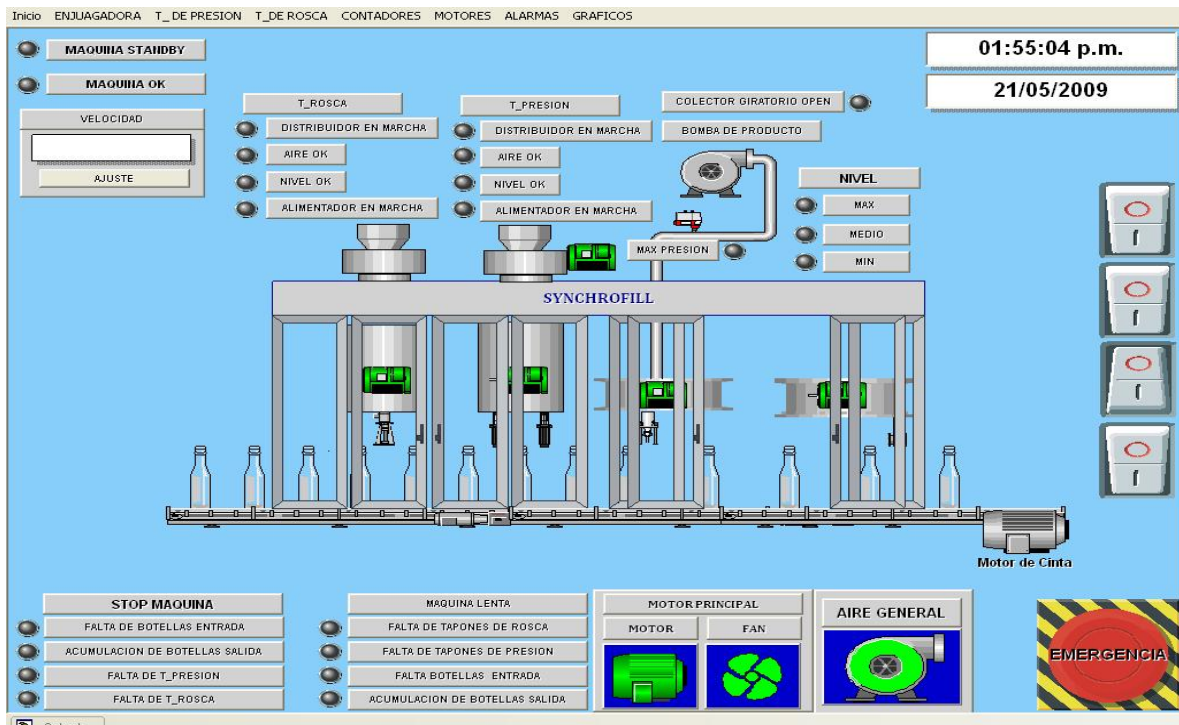 Inicio ENJUAGADORA T_ DE PRESION T_DE ROSCA CONTADORES MOTORES ALARMAS GRAFICOS
MAQUINA STANDBY
MAQUINA OK
VELOCIDAD
AJUSTE
T_ROSCA
DISTRIBUIDOR EN MARCHA
AIRE OK
NIVEL OK
ALIMENTADOR EN MARCHA
T_PRESION
DISTRIBUIDOR EN MARCHA
AIRE OK
NIVEL OK
ALIMENTADOR EN MARCHA
COLECTOR GIRATORIO OPEN
BOMBA DE PRODUCTO
MAX PRESION
NIVEL
MAX
MEDIO
MIN
01:55:04 p.m.
21/05/2009
SYNCHROFILL
Motor de Cinta
STOP MAQUINA
FALTA DE BOTELLAS ENTRADA
ACUMULACION DE BOTELLAS SALIDA
FALTA DE T_PRESION
FALTA DE T_ROSCA
MAQUINA LENTA
FALTA DE TAPONES DE ROSCA
FALTA DE TAPONES DE PRESION
FALTA BOTELLAS ENTRADA
ACUMULACION DE BOTELLAS SALIDA
MOTOR PRINCIPAL
MOTOR
FAN
AIRE GENERAL
EMERGENCIA